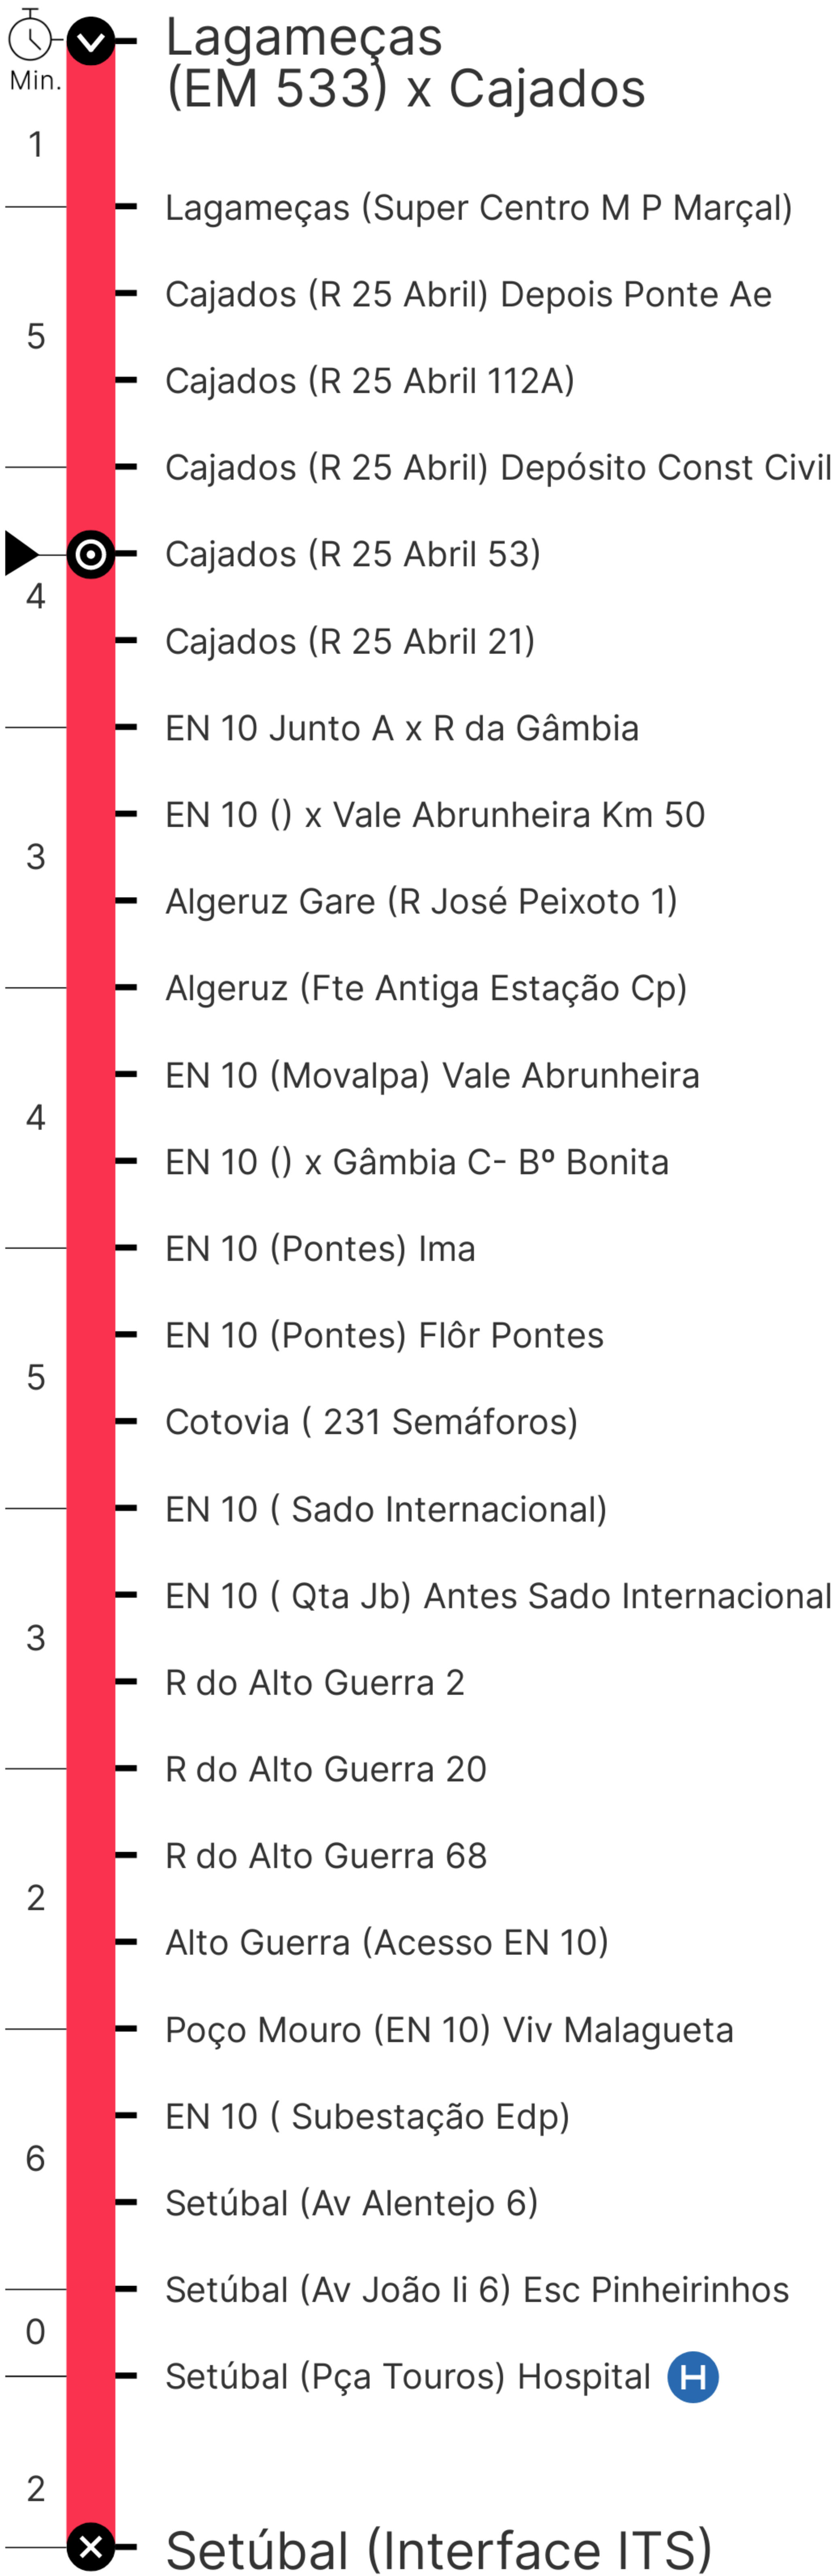 Lagameças
(EM 533) x Cajados
Min.
1
Lagameças (Super Centro M P Marçal)
Cajados (R 25 Abril) Depois Ponte Ae
5
Cajados (R 25 Abril 112A)
Cajados (R 25 Abril) Depósito Const Civil
Cajados (R 25 Abril 53)
4
Cajados (R 25 Abril 21)
EN 10 Junto A x R da Gâmbia
EN 10 () x Vale Abrunheira Km 50
3
Algeruz Gare (R José Peixoto 1)
Algeruz (Fte Antiga Estação Cp)
EN 10 (Movalpa) Vale Abrunheira
4
EN 10 () x Gâmbia C- Bº Bonita
EN 10 (Pontes) Ima
EN 10 (Pontes) Flôr Pontes
5
Cotovia ( 231 Semáforos)
EN 10 ( Sado Internacional)
EN 10 ( Qta Jb) Antes Sado Internacional
3
R do Alto Guerra 2
R do Alto Guerra 20
R do Alto Guerra 68
2
Alto Guerra (Acesso EN 10)
Poço Mouro (EN 10) Viv Malagueta
EN 10 ( Subestação Edp)
6
Setúbal (Av Alentejo 6)
Setúbal (Av João Ii 6) Esc Pinheirinhos
0
Setúbal (Pça Touros) Hospital H
2
Setúbal (Interface ITS)